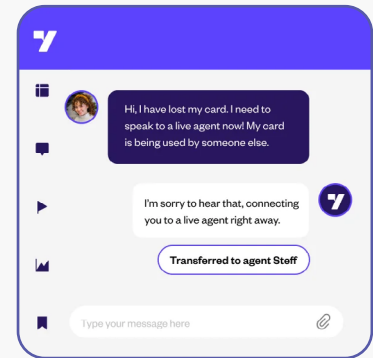 Hi, I have lost my card. I need to
speak to a live agent now! My card
is being used by someone else.
I'm sorry to hear that, connecting
you to a live agent right away.
Transferred to agent Steff
Type your message here